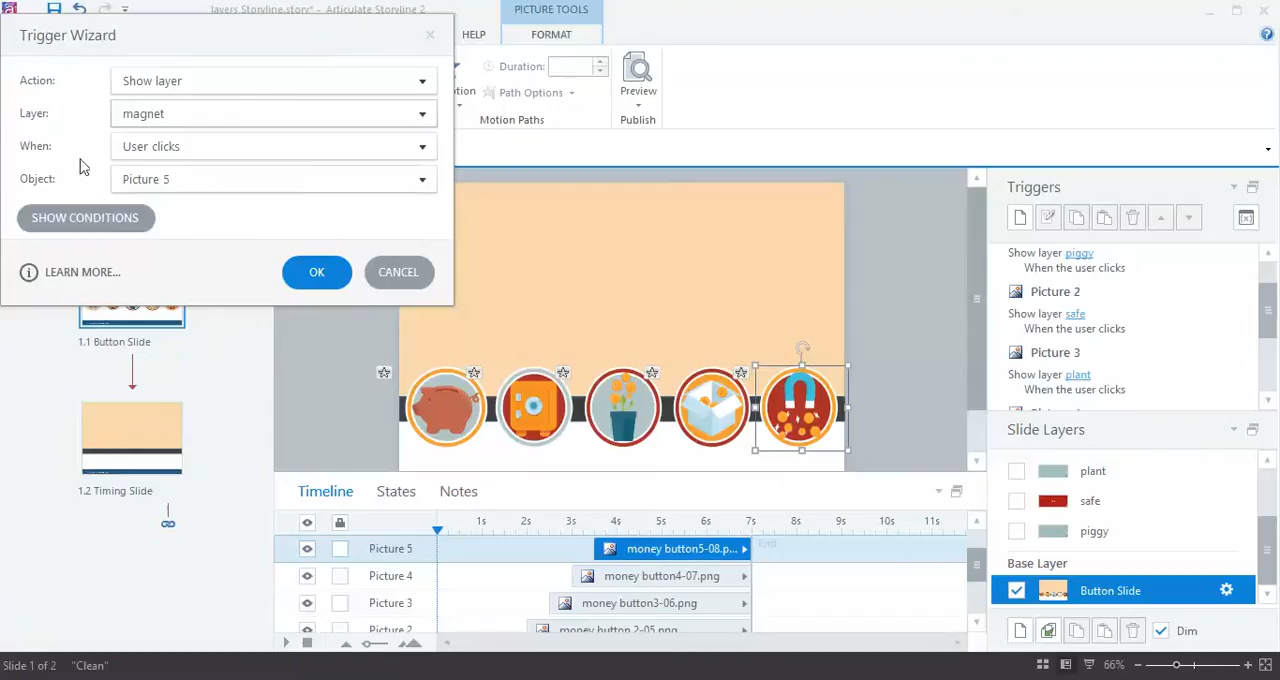 layers Storyline.story* - Articulate Storyline 2
PICTURE TOOLS
HELP
FORMAT
Trigger Wizard
Action:
Show layer
Layer:
magnet
When:
User clicks
Object:
Picture 5
SHOW CONDITIONS
LEARN MORE...
OK
CANCEL
Duration:
Path Options
Motion Paths
Preview
Publish
1.1 Button Slide
1.2 Timing Slide
Triggers
Show layer piggy
When the user clicks
Picture 2
Show layer safe
When the user clicks
Picture 3
Show layer plant
When the user clicks
Slide Layers
plant
safe
piggy
Base Layer
Button Slide
Dim
Timeline
States
Notes
1s 2s 3s 4s 5s 6s 7s 8s 9s 10s 11s
Picture 5
money button5-08.p...
End
Picture 4
money button4-07.png
Picture 3
money button3-06.png
Picture 2
money button 2-05.png
Slide 1 of 2
"Clean"
66%